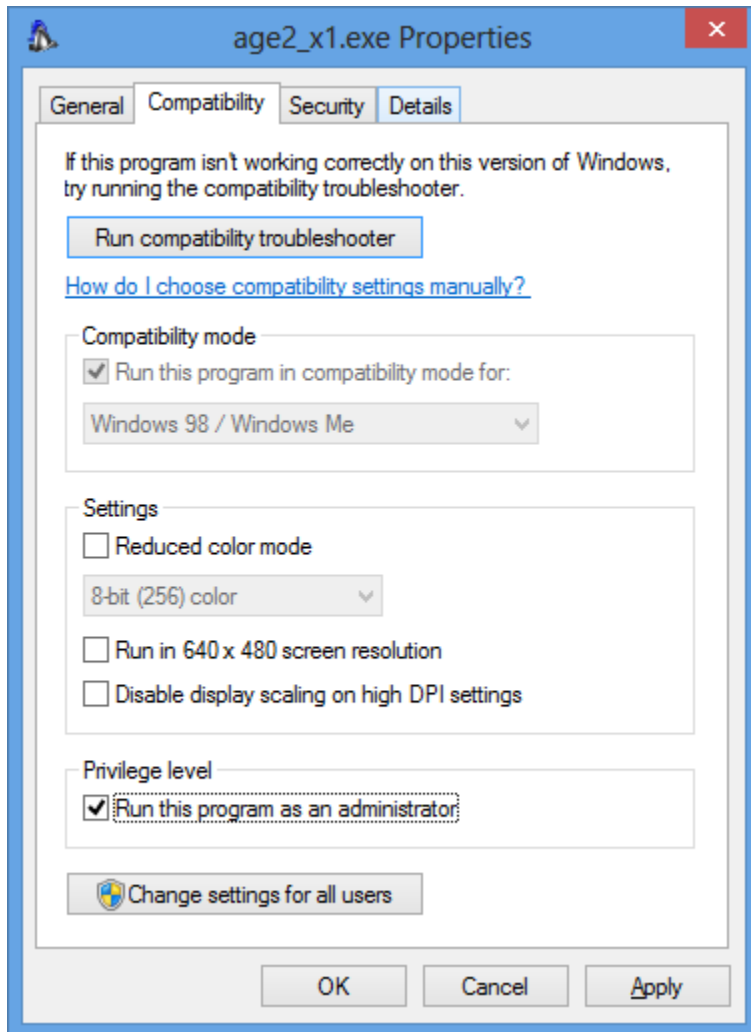 age2_x1.exe Properties
General Compatibility Security Details
If this program isn't working correctly on this version of Windows,
try running the compatibility troubleshooter.
Run compatibility troubleshooter
How do I choose compatibility settings manually?
Compatibility mode
Run this program in compatibility mode for:
Windows 98 / Windows Me
Settings
Reduced color mode
8-bit (256) color
Run in 640 x 480 screen resolution
Disable display scaling on high DPI settings
Privilege level
Run this program as an administrator
Change settings for all users
OK Cancel Apply